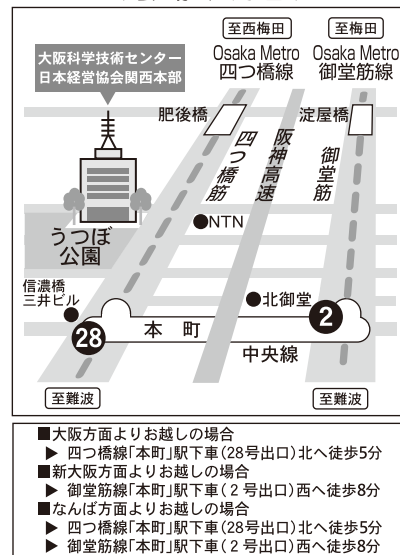 至西梅田
至梅田
大阪科学技術センター
日本経営協会関西本部
Osaka Metro
四つ橋線
Osaka Metro
御堂筋線
肥後橋
淀屋橋
四つ橋筋
阪神高速
御堂筋
●NTN
うつぼ
公園
信濃橋
三井ビル
●北御堂
28
本町
2
中央線
至難波
至難波
■大阪方面よりお越しの場合
▶ 四つ橋線「本町」駅下車(28号出口)北へ徒歩5分
■新大阪方面よりお越しの場合
▶ 御堂筋線「本町」駅下車(2号出口)西へ徒歩8分
■なんば方面よりお越しの場合
▶ 四つ橋線「本町」駅下車(28号出口)北へ徒歩5分
▶ 御堂筋線「本町」駅下車(2号出口)西へ徒歩8分